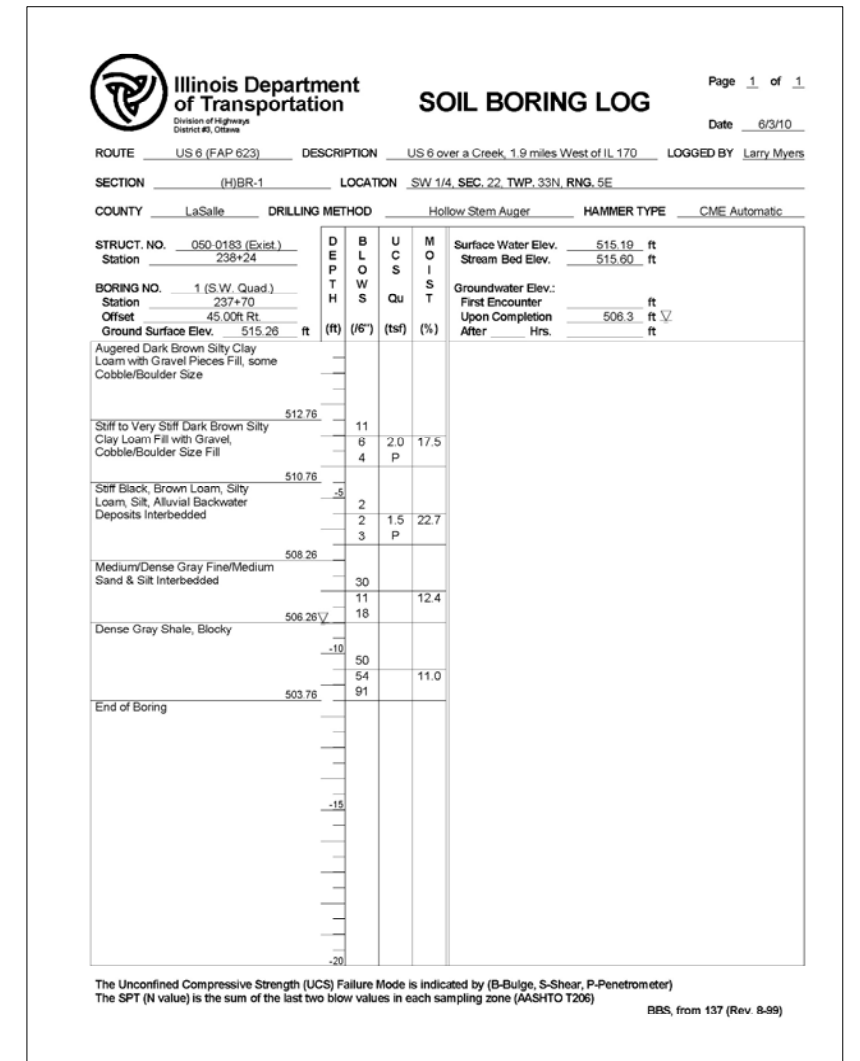 Illinois Department
of Transportation
Division of Highways
District #3, Ottawa
SOIL BORING LOG
Page 1 of 1
Date 6/3/10
ROUTE US 6 (FAP 623) DESCRIPTION US 6 over a Creek, 1.9 miles West of IL 170 LOGGED BY Larry Myers
SECTION (H)BR-1 LOCATION SW 1/4, SEC. 22, TWP. 33N, RNG. 5E
COUNTY LaSalle DRILLING METHOD Hollow Stem Auger HAMMER TYPE CME Automatic
STRUCT. NO. 050-0183 (Exist.)
Station 238+24
BORING NO. 1 (S.W. Quad.)
Station 237+70
Offset 45.00ft Rt.
Ground Surface Elev. 515.26 ft
DEPTH (ft)
BLOWS (/6")
UCS Qu (tsf)
MOIST (%)
Surface Water Elev. 515.19 ft
Stream Bed Elev. 515.60 ft
Groundwater Elev.:
First Encounter ft
Upon Completion 506.3 ft
After Hrs. ft
Augered Dark Brown Silty Clay
Loam with Gravel Pieces Fill, some
Cobble/Boulder Size
512.76
Stiff to Very Stiff Dark Brown Silty 11
Clay Loam Fill with Gravel, 6 2.0 17.5
Cobble/Boulder Size Fill 4 P
510.76
Stiff Black, Brown Loam, Silty -5
Loam, Silt, Alluvial Backwater 2
Deposits Interbedded 2 1.5 22.7
3 P
508.26
Medium/Dense Gray Fine/Medium
Sand & Silt Interbedded 30
11 12.4
506.26 18
Dense Gray Shale, Blocky
-10
50
54 11.0
503.76 91
End of Boring
-15
-20
The Unconfined Compressive Strength (UCS) Failure Mode is indicated by (B-Bulge, S-Shear, P-Penetrometer)
The SPT (N value) is the sum of the last two blow values in each sampling zone (AASHTO T206)
BBS, from 137 (Rev. 8-99)